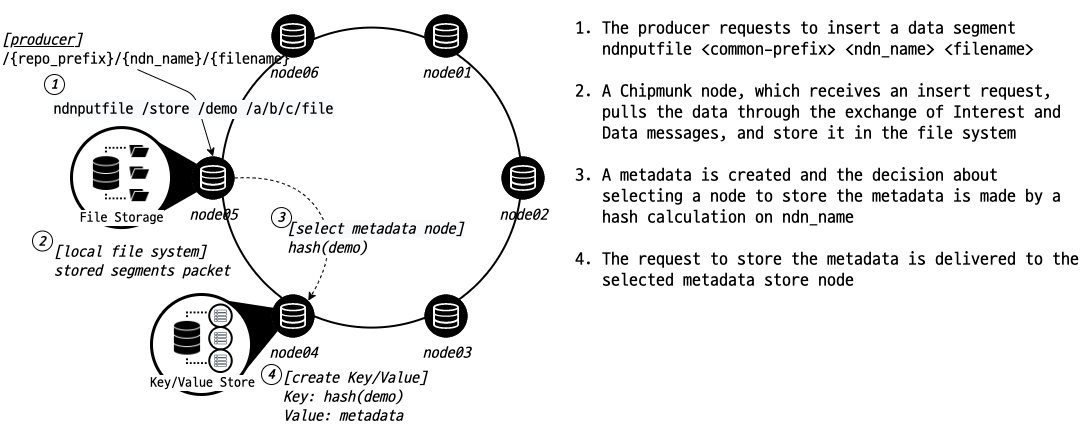 [producer]
/{repo_prefix}/{ndn_name}/{filename}
1
ndnputfile /store /demo /a/b/c/file
node06
node01
File Storage
node05
node02
2
[local file system]
stored segments packet
3
[select metadata node]
hash(demo)
node04
node03
Key/Value Store
4
[create Key/Value]
Key: hash(demo)
Value: metadata
1. The producer requests to insert a data segment
ndnputfile <common-prefix> <ndn_name> <filename>
2. A Chipmunk node, which receives an insert request,
pulls the data through the exchange of Interest and
Data messages, and store it in the file system
3. A metadata is created and the decision about
selecting a node to store the metadata is made by a
hash calculation on ndn_name
4. The request to store the metadata is delivered to the
selected metadata store node